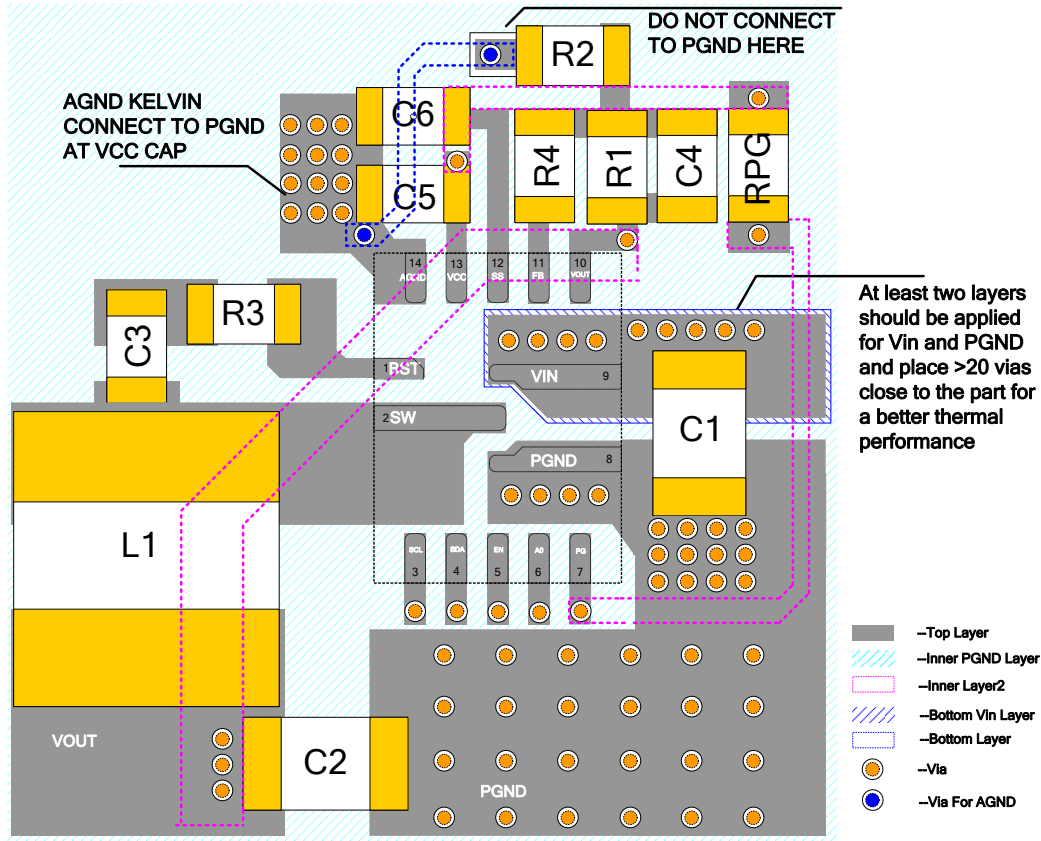 DO NOT CONNECT
TO PGND HERE
R2
AGND KELVIN
CONNECT TO PGND
AT VCC CAP
C6
C5
R4
R1
C4
RPG
14
AGND
13
VCC
12
SS
11
FB
10
VOUT
At least two layers
should be applied
for Vin and PGND
and place >20 vias
close to the part for
a better thermal
performance
R3
C3
1
RST
VIN
9
2
SW
C1
PGND
8
L1
SCL
3
SDA
4
EN
5
A0
6
PG
7
VOUT
C2
PGND
--Top Layer
--Inner PGND Layer
--Inner Layer2
--Bottom Vin Layer
--Bottom Layer
--Via
--Via For AGND